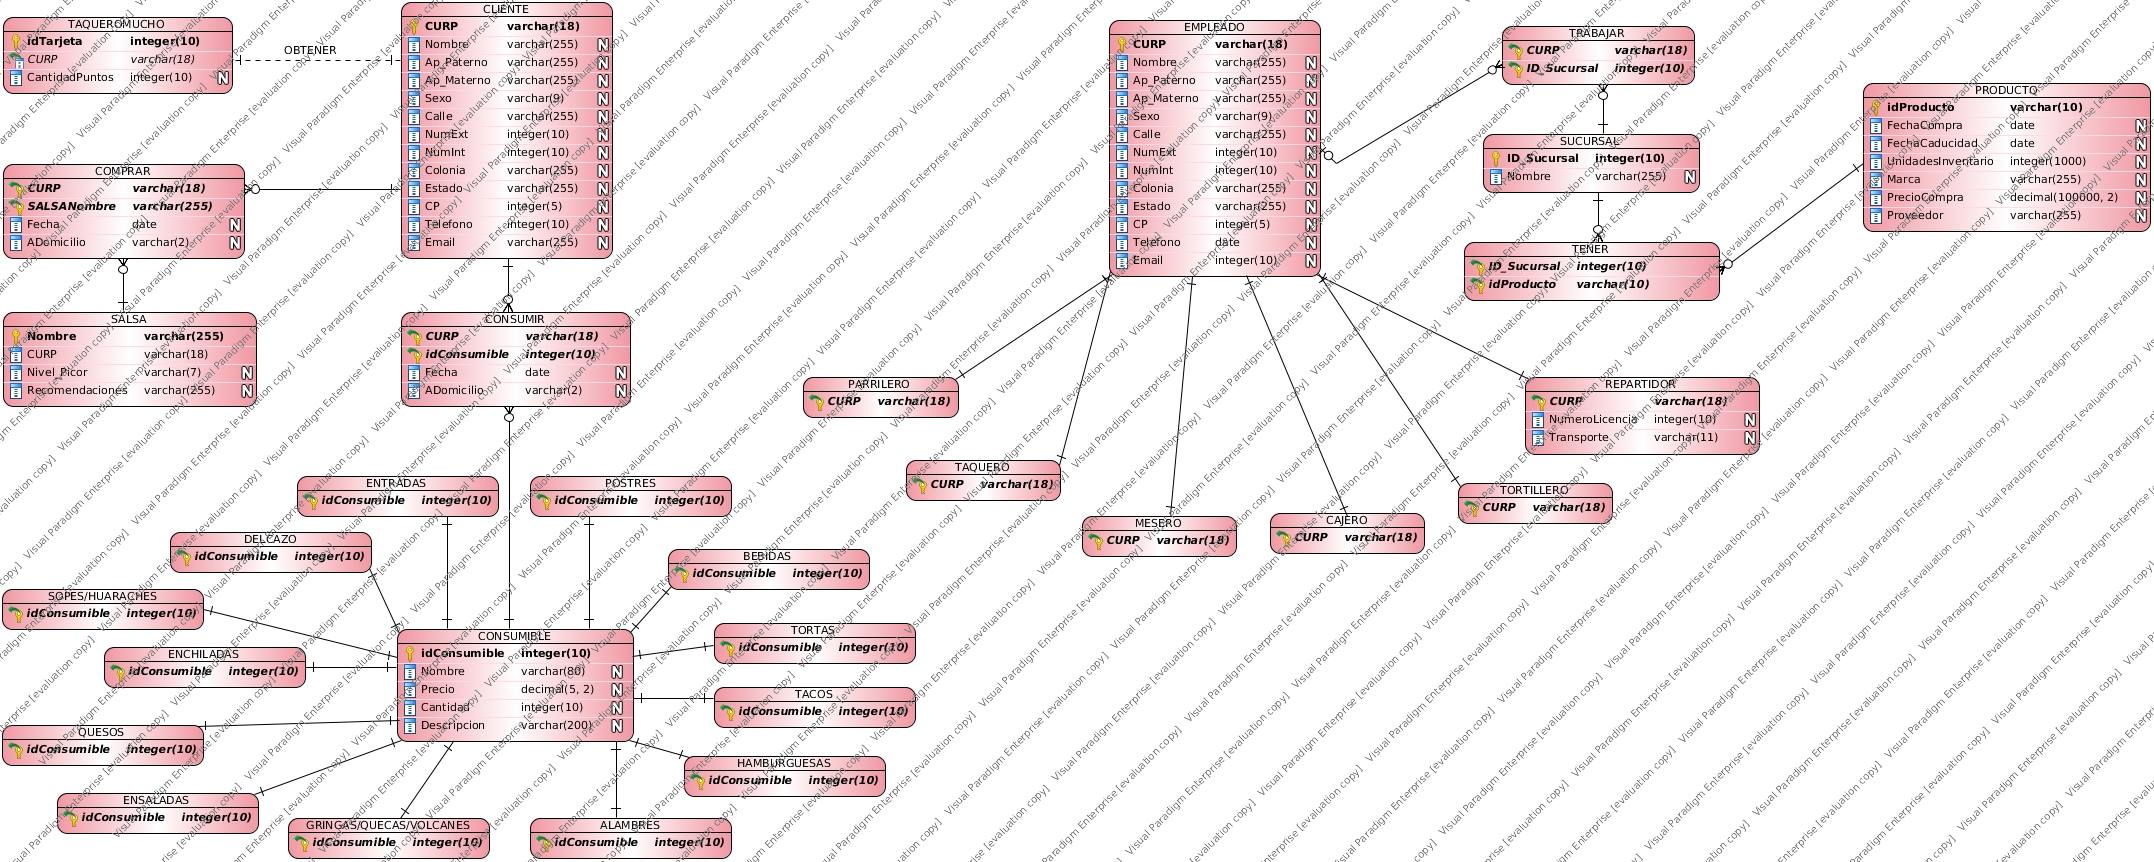 TAQUEROMUCHO
idTarjeta integer(10)
CURP varchar(18)
CantidadPuntos integer(10) N
OBTENER
CLIENTE
CURP varchar(18)
Nombre varchar(255) N
Ap_Paterno varchar(255) N
Ap_Materno varchar(255) N
Sexo varchar(9) N
Calle varchar(255) N
NumExt integer(10) N
NumInt integer(10) N
Colonia varchar(255) N
Estado varchar(255) N
CP integer(5) N
Telefono integer(10) N
Email varchar(255) N
COMPRAR
CURP varchar(18)
SALSANombre varchar(255)
Fecha date N
ADomicilio varchar(2) N
SALSA
Nombre varchar(255)
CURP varchar(18)
Nivel_Picor varchar(7) N
Recomendaciones varchar(255) N
CONSUMIR
CURP varchar(18)
idConsumible integer(10)
Fecha date N
ADomicilio varchar(2) N
ENTRADAS
idConsumible integer(10)
POSTRES
idConsumible integer(10)
DELCAZO
idConsumible integer(10)
BEBIDAS
idConsumible integer(10)
SOPES/HUARACHES
idConsumible integer(10)
ENCHILADAS
idConsumible integer(10)
CONSUMIBLE
idConsumible integer(10)
Nombre varchar(80) N
Precio decimal(5, 2) N
Cantidad integer(10) N
Descripcion varchar(200) N
TORTAS
idConsumible integer(10)
TACOS
idConsumible integer(10)
QUESOS
idConsumible integer(10)
HAMBURGUESAS
idConsumible integer(10)
ENSALADAS
idConsumible integer(10)
GRINGAS/QUECAS/VOLCANES
idConsumible integer(10)
ALAMBRES
idConsumible integer(10)
EMPLEADO
CURP varchar(18)
Nombre varchar(255) N
Ap_Paterno varchar(255) N
Ap_Materno varchar(255) N
Sexo varchar(9) N
Calle varchar(255) N
NumExt integer(10) N
NumInt integer(10) N
Colonia varchar(255) N
Estado varchar(255) N
CP integer(5) N
Telefono date N
Email integer(10) N
TRABAJAR
CURP varchar(18)
ID_Sucursal integer(10)
SUCURSAL
ID_Sucursal integer(10)
Nombre varchar(255) N
TENER
ID_Sucursal integer(10)
idProducto varchar(10)
PRODUCTO
idProducto varchar(10)
FechaCompra date N
FechaCaducidad date N
UnidadesInventario integer(1000) N
Marca varchar(255) N
PrecioCompra decimal(100000, 2) N
Proveedor varchar(255) N
PARRILERO
CURP varchar(18)
TAQUERO
CURP varchar(18)
MESERO
CURP varchar(18)
CAJERO
CURP varchar(18)
TORTILLERO
CURP varchar(18)
REPARTIDOR
CURP varchar(18)
NumeroLicencia integer(10) N
Transporte varchar(11) N
Visual Paradigm Enterprise [evaluation copy]